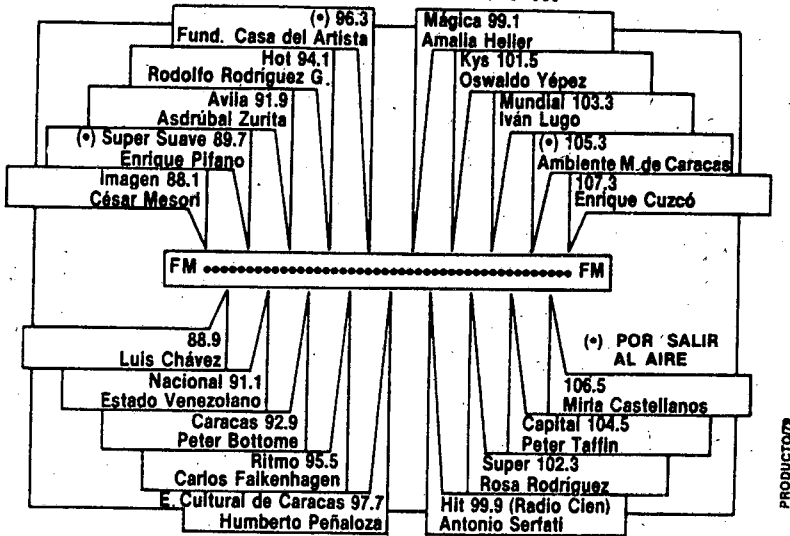 (•) 96.3
Fund. Casa del Artista
Hot 94.1
Rodolfo Rodríguez G.
Avila 91.9
Asdrúbal Zurita
(•) Super Suave 89.7
Enrique Pifano
Imagen 88.1
César Mesori
Mágica 99.1
Amalia Heller
Kys 101.5
Oswaldo Yépez
Mundial 103.3
Iván Lugo
(•) 105.3
Ambiente M. de Caracas
107.3
Enrique Cuzcó
FM FM
88.9
Luis Chávez
Nacional 91.1
Estado Venezolano
Caracas 92.9
Peter Bottome
Ritmo 95.5
Carlos Falkenhagen
E. Cultural de Caracas 97.7
Humberto Peñaloza
(•) POR SALIR
AL AIRE
106.5
Mirla Castellanos
Capital 104.5
Peter Taffin
Super 102.3
Rosa Rodríguez
Hit 99.9 (Radio Cien)
Antonio Serfati
PRODUCTO/79